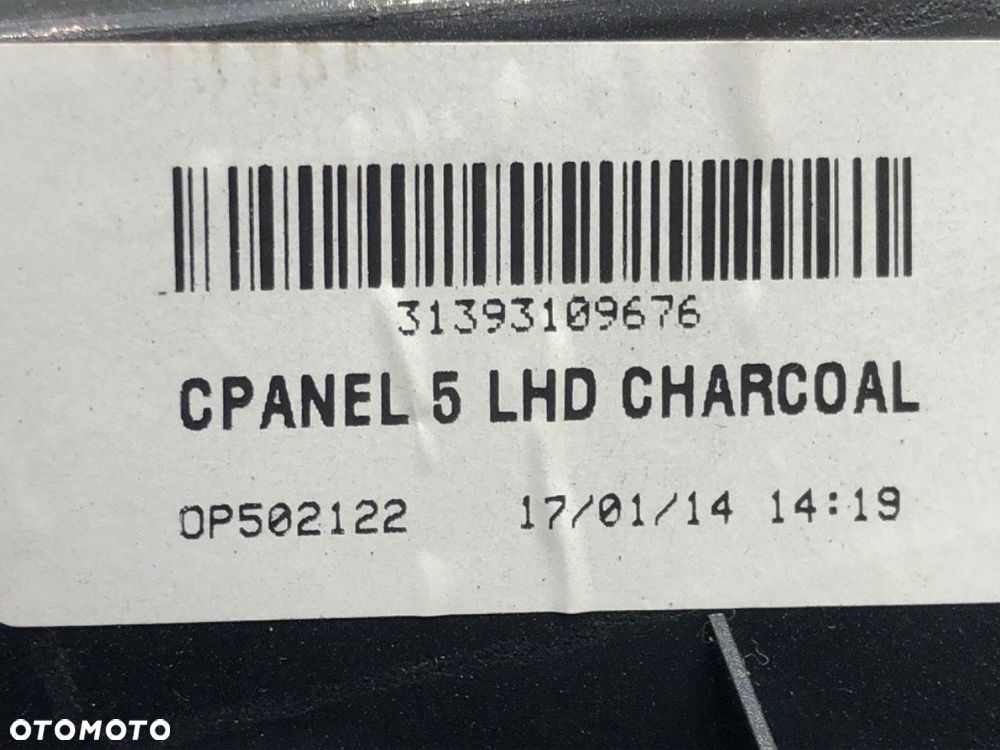 31393109676
CPANEL 5 LHD CHARCOAL
OP502122 17/01/14 14:19
OTOMOTO